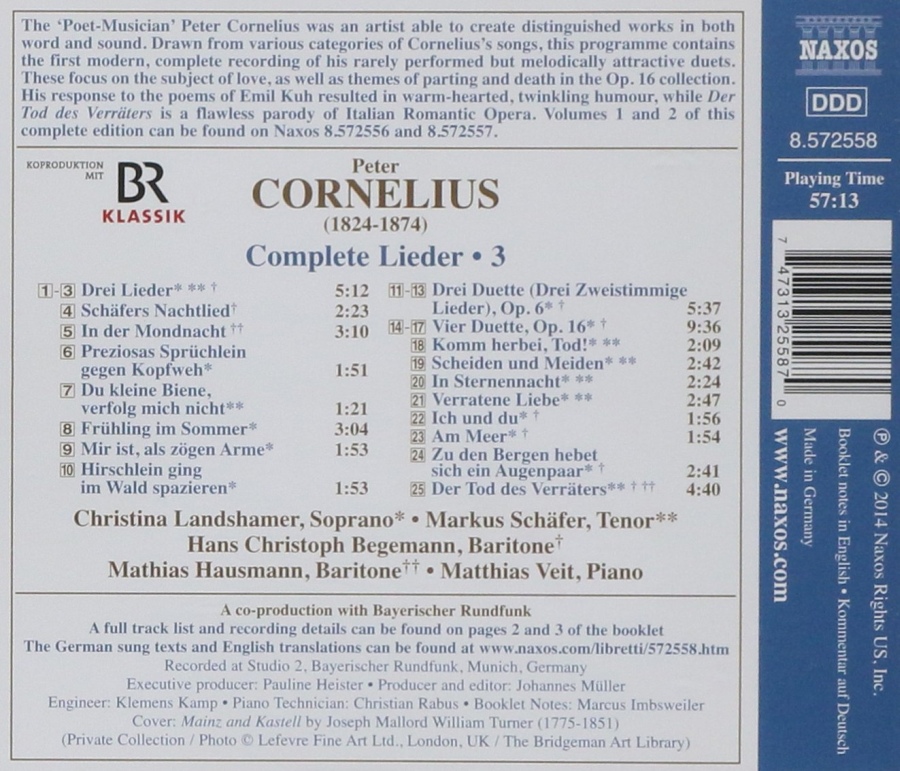 The ‘Poet-Musician’ Peter Cornelius was an artist able to create distinguished works in both
word and sound. Drawn from various categories of Cornelius’s songs, this programme contains
the first modern, complete recording of his rarely performed but melodically attractive duets.
These focus on the subject of love, as well as themes of parting and death in the Op. 16 collection.
His response to the poems of Emil Kuh resulted in warm-hearted, twinkling humour, while Der
Tod des Verräters is a flawless parody of Italian Romantic Opera. Volumes 1 and 2 of this
complete edition can be found on Naxos 8.572556 and 8.572557.
KOPRODUKTION
MIT
BR
KLASSIK
Peter
CORNELIUS
(1824-1874)
Complete Lieder • 3
1-3 Drei Lieder* ** † 5:12
4 Schäfers Nachtlied† 2:23
5 In der Mondnacht †† 3:10
6 Preziosas Sprüchlein
gegen Kopfweh* 1:51
7 Du kleine Biene,
verfolg mich nicht** 1:21
8 Frühling im Sommer* 3:04
9 Mir ist, als zögen Arme* 1:53
10 Hirschlein ging
im Wald spazieren* 1:53
11-13 Drei Duette (Drei Zweistimmige
Lieder), Op. 6* † 5:37
14-17 Vier Duette, Op. 16* † 9:36
18 Komm herbei, Tod!* ** 2:09
19 Scheiden und Meiden* ** 2:42
20 In Sternennacht* ** 2:24
21 Verratene Liebe* ** 2:47
22 Ich und du* † 1:56
23 Am Meer* † 1:54
24 Zu den Bergen hebet
sich ein Augenpaar* † 2:41
25 Der Tod des Verräters** † †† 4:40
Christina Landshamer, Soprano* • Markus Schäfer, Tenor**
Hans Christoph Begemann, Baritone†
Mathias Hausmann, Baritone†† • Matthias Veit, Piano
A co-production with Bayerischer Rundfunk
A full track list and recording details can be found on pages 2 and 3 of the booklet
The German sung texts and English translations can be found at www.naxos.com/libretti/572558.htm
Recorded at Studio 2, Bayerischer Rundfunk, Munich, Germany
Executive producer: Pauline Heister • Producer and editor: Johannes Müller
Engineer: Klemens Kamp • Piano Technician: Christian Rabus • Booklet Notes: Marcus Imbsweiler
Cover: Mainz and Kastell by Joseph Mallord William Turner (1775-1851)
(Private Collection / Photo © Lefevre Fine Art Ltd., London, UK / The Bridgeman Art Library)
NAXOS
DDD
8.572558
Playing Time
57:13
7 47313 25587 0
℗ & © 2014 Naxos Rights US, Inc.
Booklet notes in English • Kommentar auf Deutsch
Made in Germany
www.naxos.com